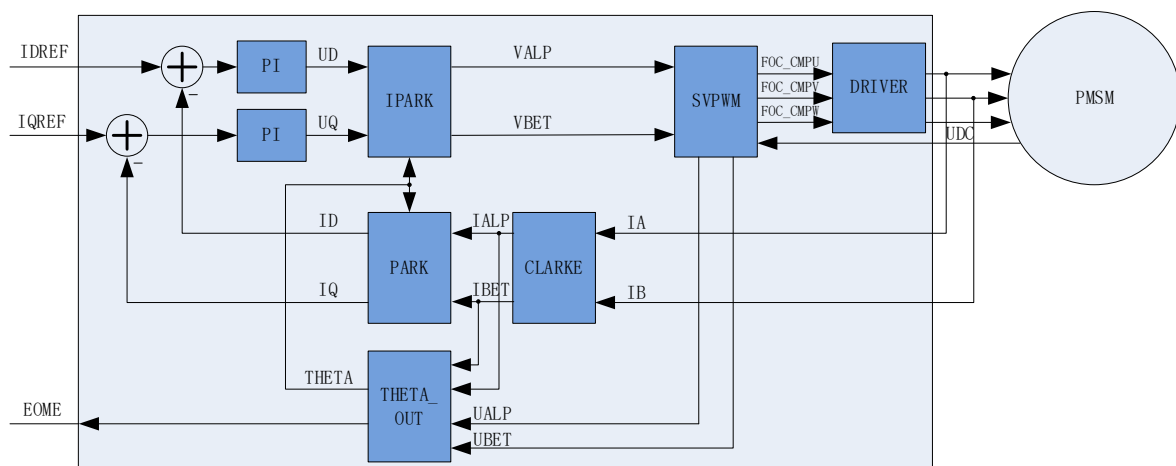 IDREF
PI
UD
IPARK
VALP
SVPWM
FOC_CMPU
FOC_CMPV
FOC_CMPW
DRIVER
PMSM
IQREF
PI
UQ
VBET
UDC
-
-
ID
PARK
IALP
CLARKE
IA
IQ
IBET
IB
THETA
THETA_
OUT
EOME
UALP
UBET